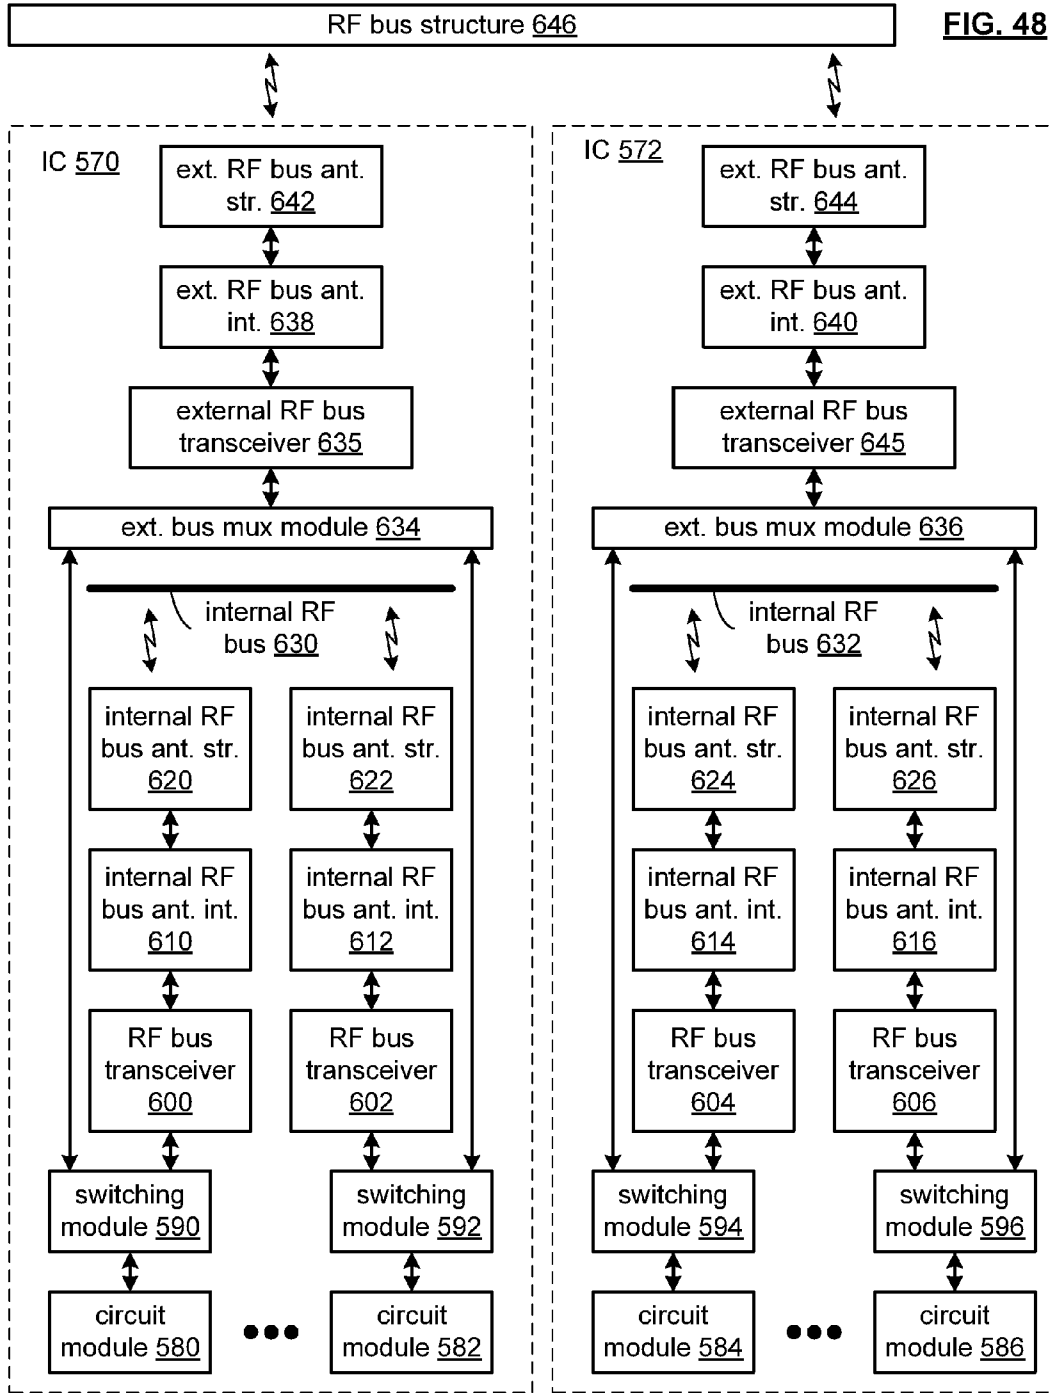 RF bus structure 646
FIG. 48
IC 570
ext. RF bus ant.
str. 642
ext. RF bus ant.
int. 638
external RF bus
transceiver 635
ext. bus mux module 634
internal RF
bus 630
internal RF
bus ant. str.
620
internal RF
bus ant. str.
622
internal RF
bus ant. int.
610
internal RF
bus ant. int.
612
RF bus
transceiver
600
RF bus
transceiver
602
switching
module 590
switching
module 592
circuit
module 580
circuit
module 582
IC 572
ext. RF bus ant.
str. 644
ext. RF bus ant.
int. 640
external RF bus
transceiver 645
ext. bus mux module 636
internal RF
bus 632
internal RF
bus ant. str.
624
internal RF
bus ant. str.
626
internal RF
bus ant. int.
614
internal RF
bus ant. int.
616
RF bus
transceiver
604
RF bus
transceiver
606
switching
module 594
switching
module 596
circuit
module 584
circuit
module 586